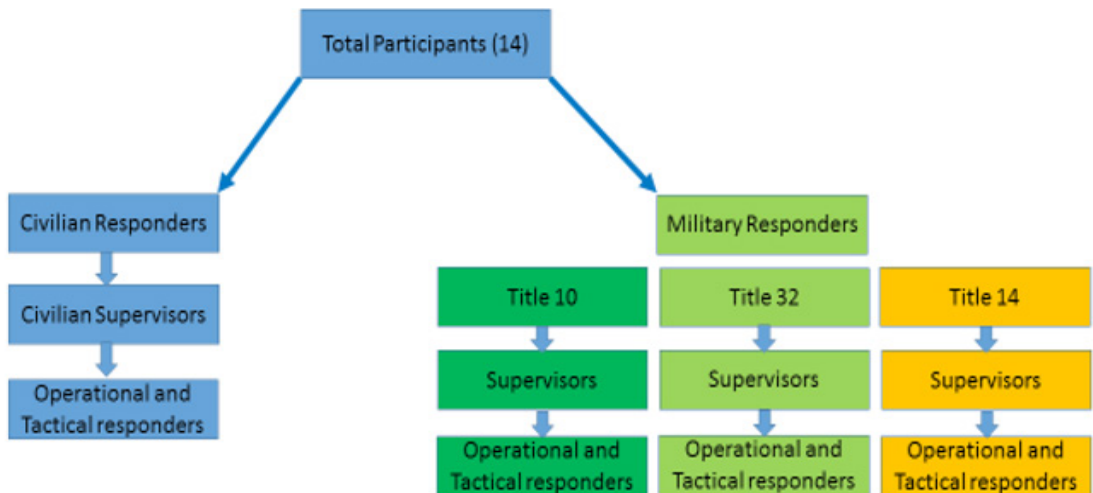 Total Participants (14)
Civilian Responders
Military Responders
Civilian Supervisors
Operational and
Tactical responders
Title 10
Title 32
Title 14
Supervisors
Supervisors
Supervisors
Operational and
Tactical responders
Operational and
Tactical responders
Operational and
Tactical responders